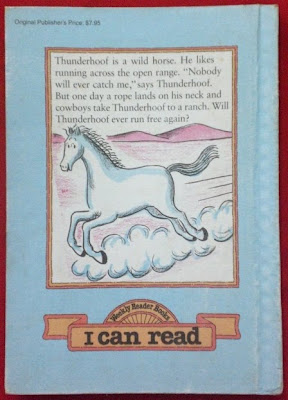 Original Publisher's Price: $7.95
Thunderhoof is a wild horse. He likes
running across the open range. "Nobody
will ever catch me," says Thunderhoof.
But one day a rope lands on his neck and
cowboys take Thunderhoof to a ranch. Will
Thunderhoof ever run free again?
Weekly Reader Books
I can read